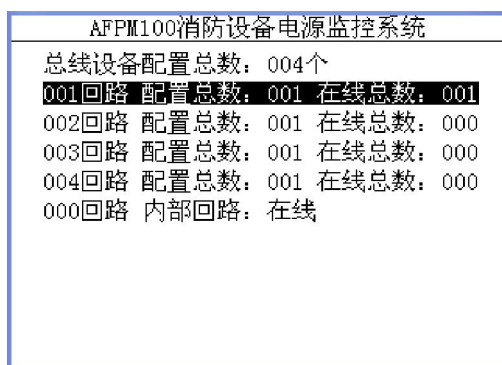 AFPM100消防设备电源监控系统
总线设备配置总数：004个
001回路 配置总数：001 在线总数：001
002回路 配置总数：001 在线总数：000
003回路 配置总数：001 在线总数：000
004回路 配置总数：001 在线总数：000
000回路 内部回路：在线